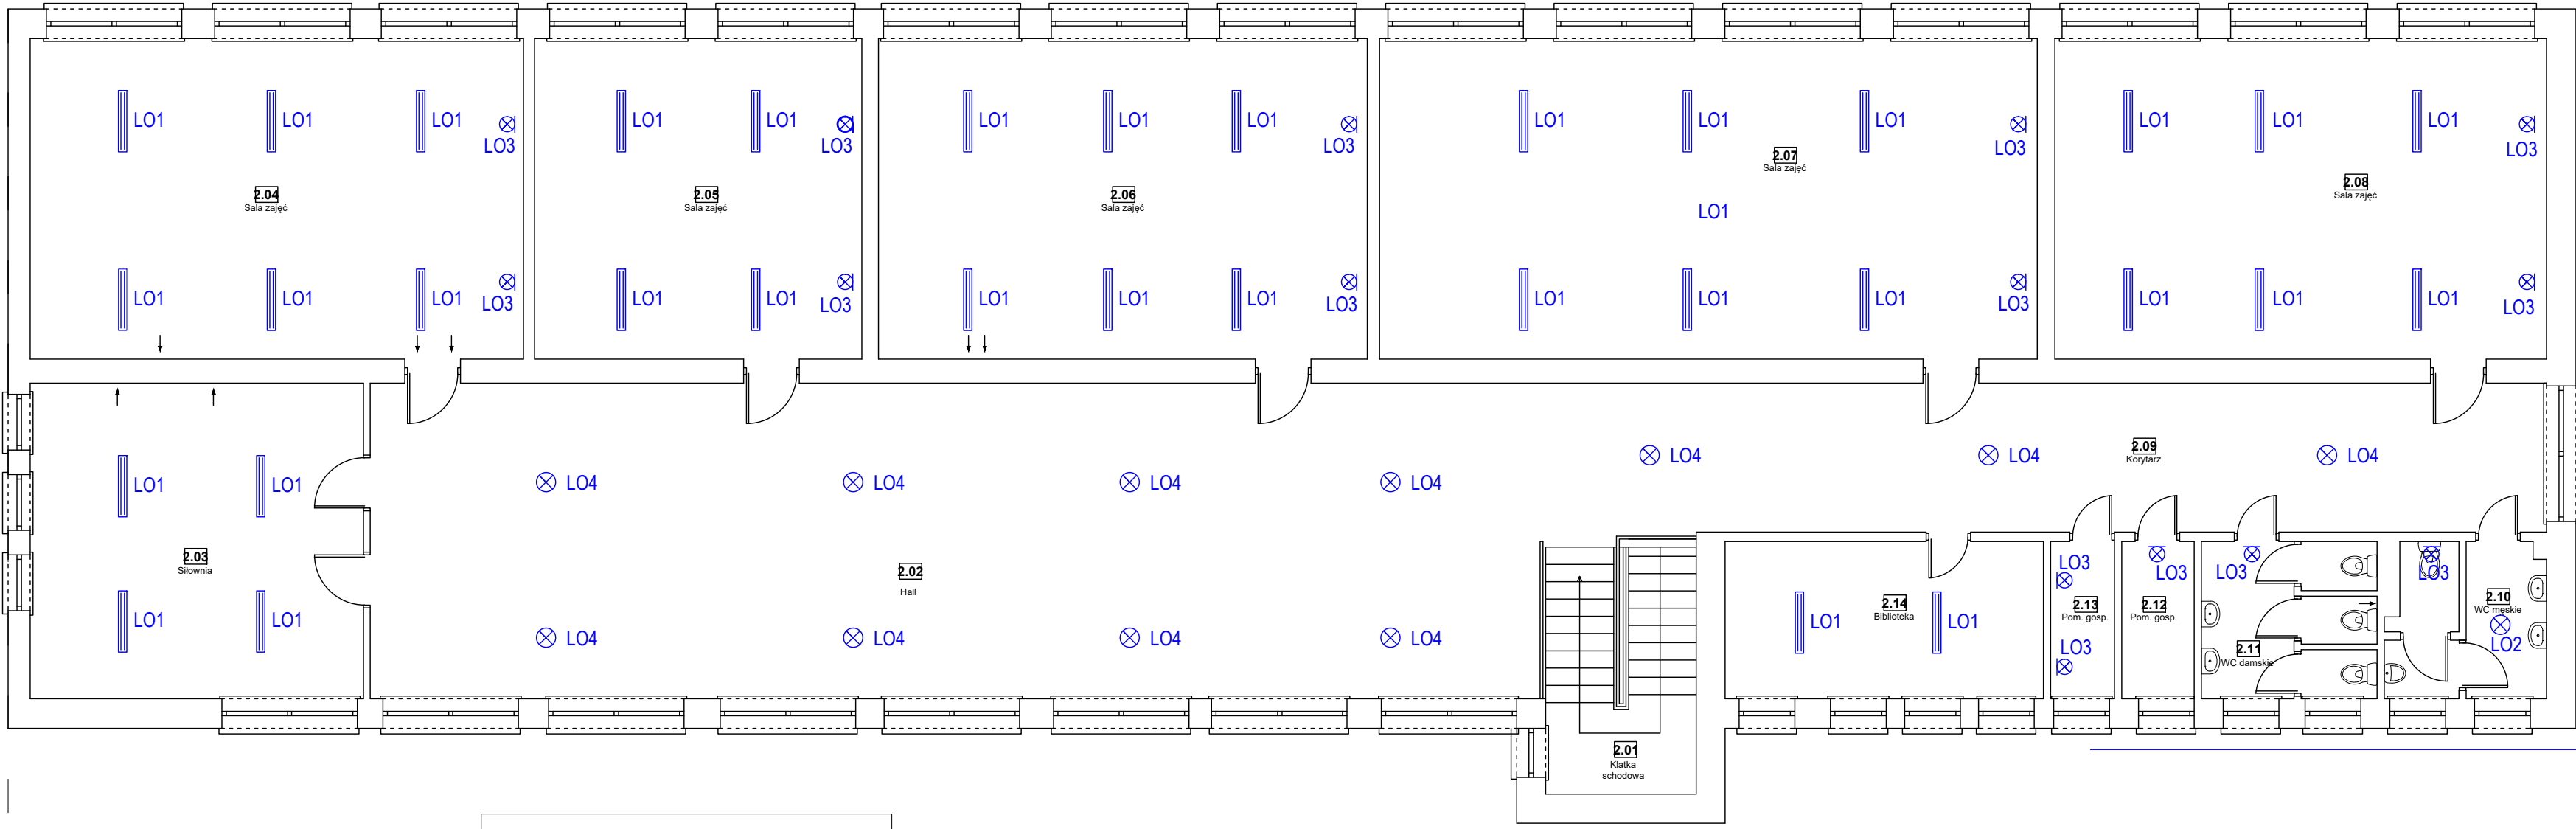 LO1 LO1 LO1 LO1 LO1 LO1 LO1 LO1 LO1 LO1 LO1 LO1 LO1 LO1
LO3 LO3 LO3 LO3 LO3
2.04
Sala zajęć
2.05
Sala zajęć
2.06
Sala zajęć
2.07
Sala zajęć
2.08
Sala zajęć
LO1
LO1 LO1 LO1 LO1 LO1 LO1 LO1 LO1 LO1 LO1 LO1 LO1 LO1 LO1
LO3 LO3 LO3 LO3 LO3
LO4 LO4 LO4
2.09
Korytarz
LO1 LO1 LO4 LO4 LO4 LO4
2.03
Siłownia
2.02
Hall
LO3 LO3 LO3 LO3
2.14
Biblioteka
2.13
Pom. gosp.
2.12
Pom. gosp.
2.10
WC męskie
LO1 LO1 LO4 LO4 LO4 LO4 LO1 LO1
LO3
LO2
2.11
WC damskie
2.01
Klatka
schodowa